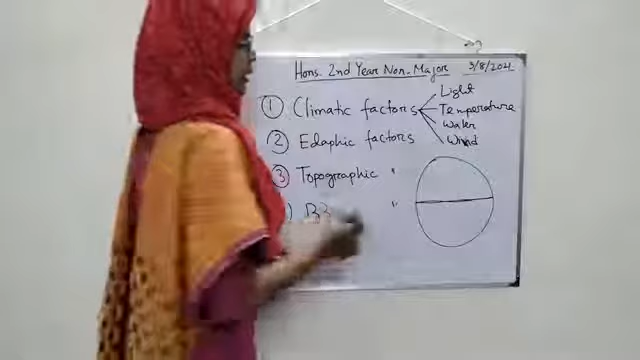 Hons. 2nd Year Non-Major 3/8/2021
① Climatic factors Light
Temperature
Water
Wind
② Edaphic factors
③ Topographic "
"